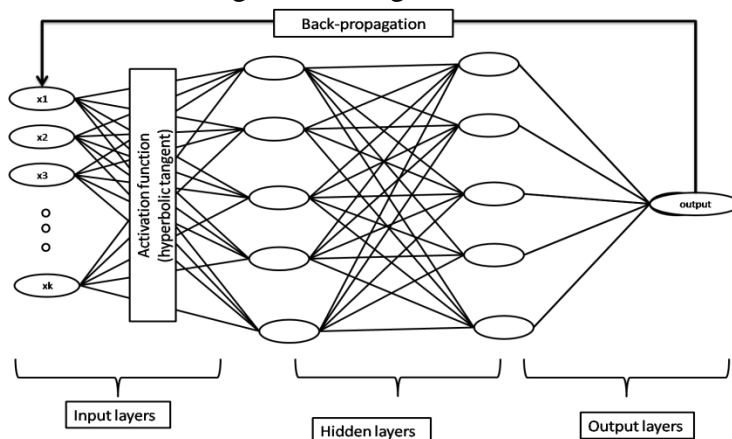 Back-propagation
x1
x2
x3
xk
Activation function
(hyperbolic tangent)
output
Input layers
Hidden layers
Output layers